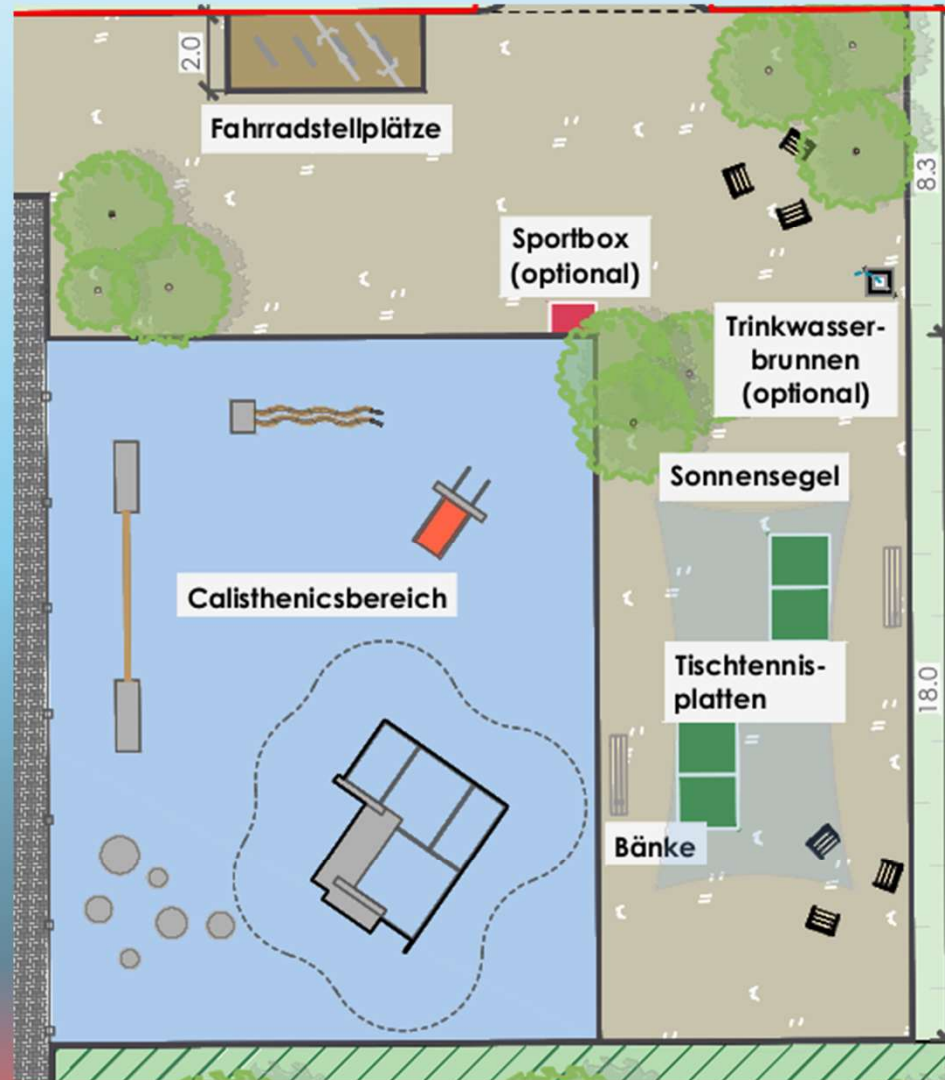 2.0
Fahrradstellplätze
8.3
Sportbox
(optional)
Trinkwasser-
brunnen
(optional)
Sonnensegel
Calisthenicsbereich
Tischtennis-
platten
18.0
Bänke